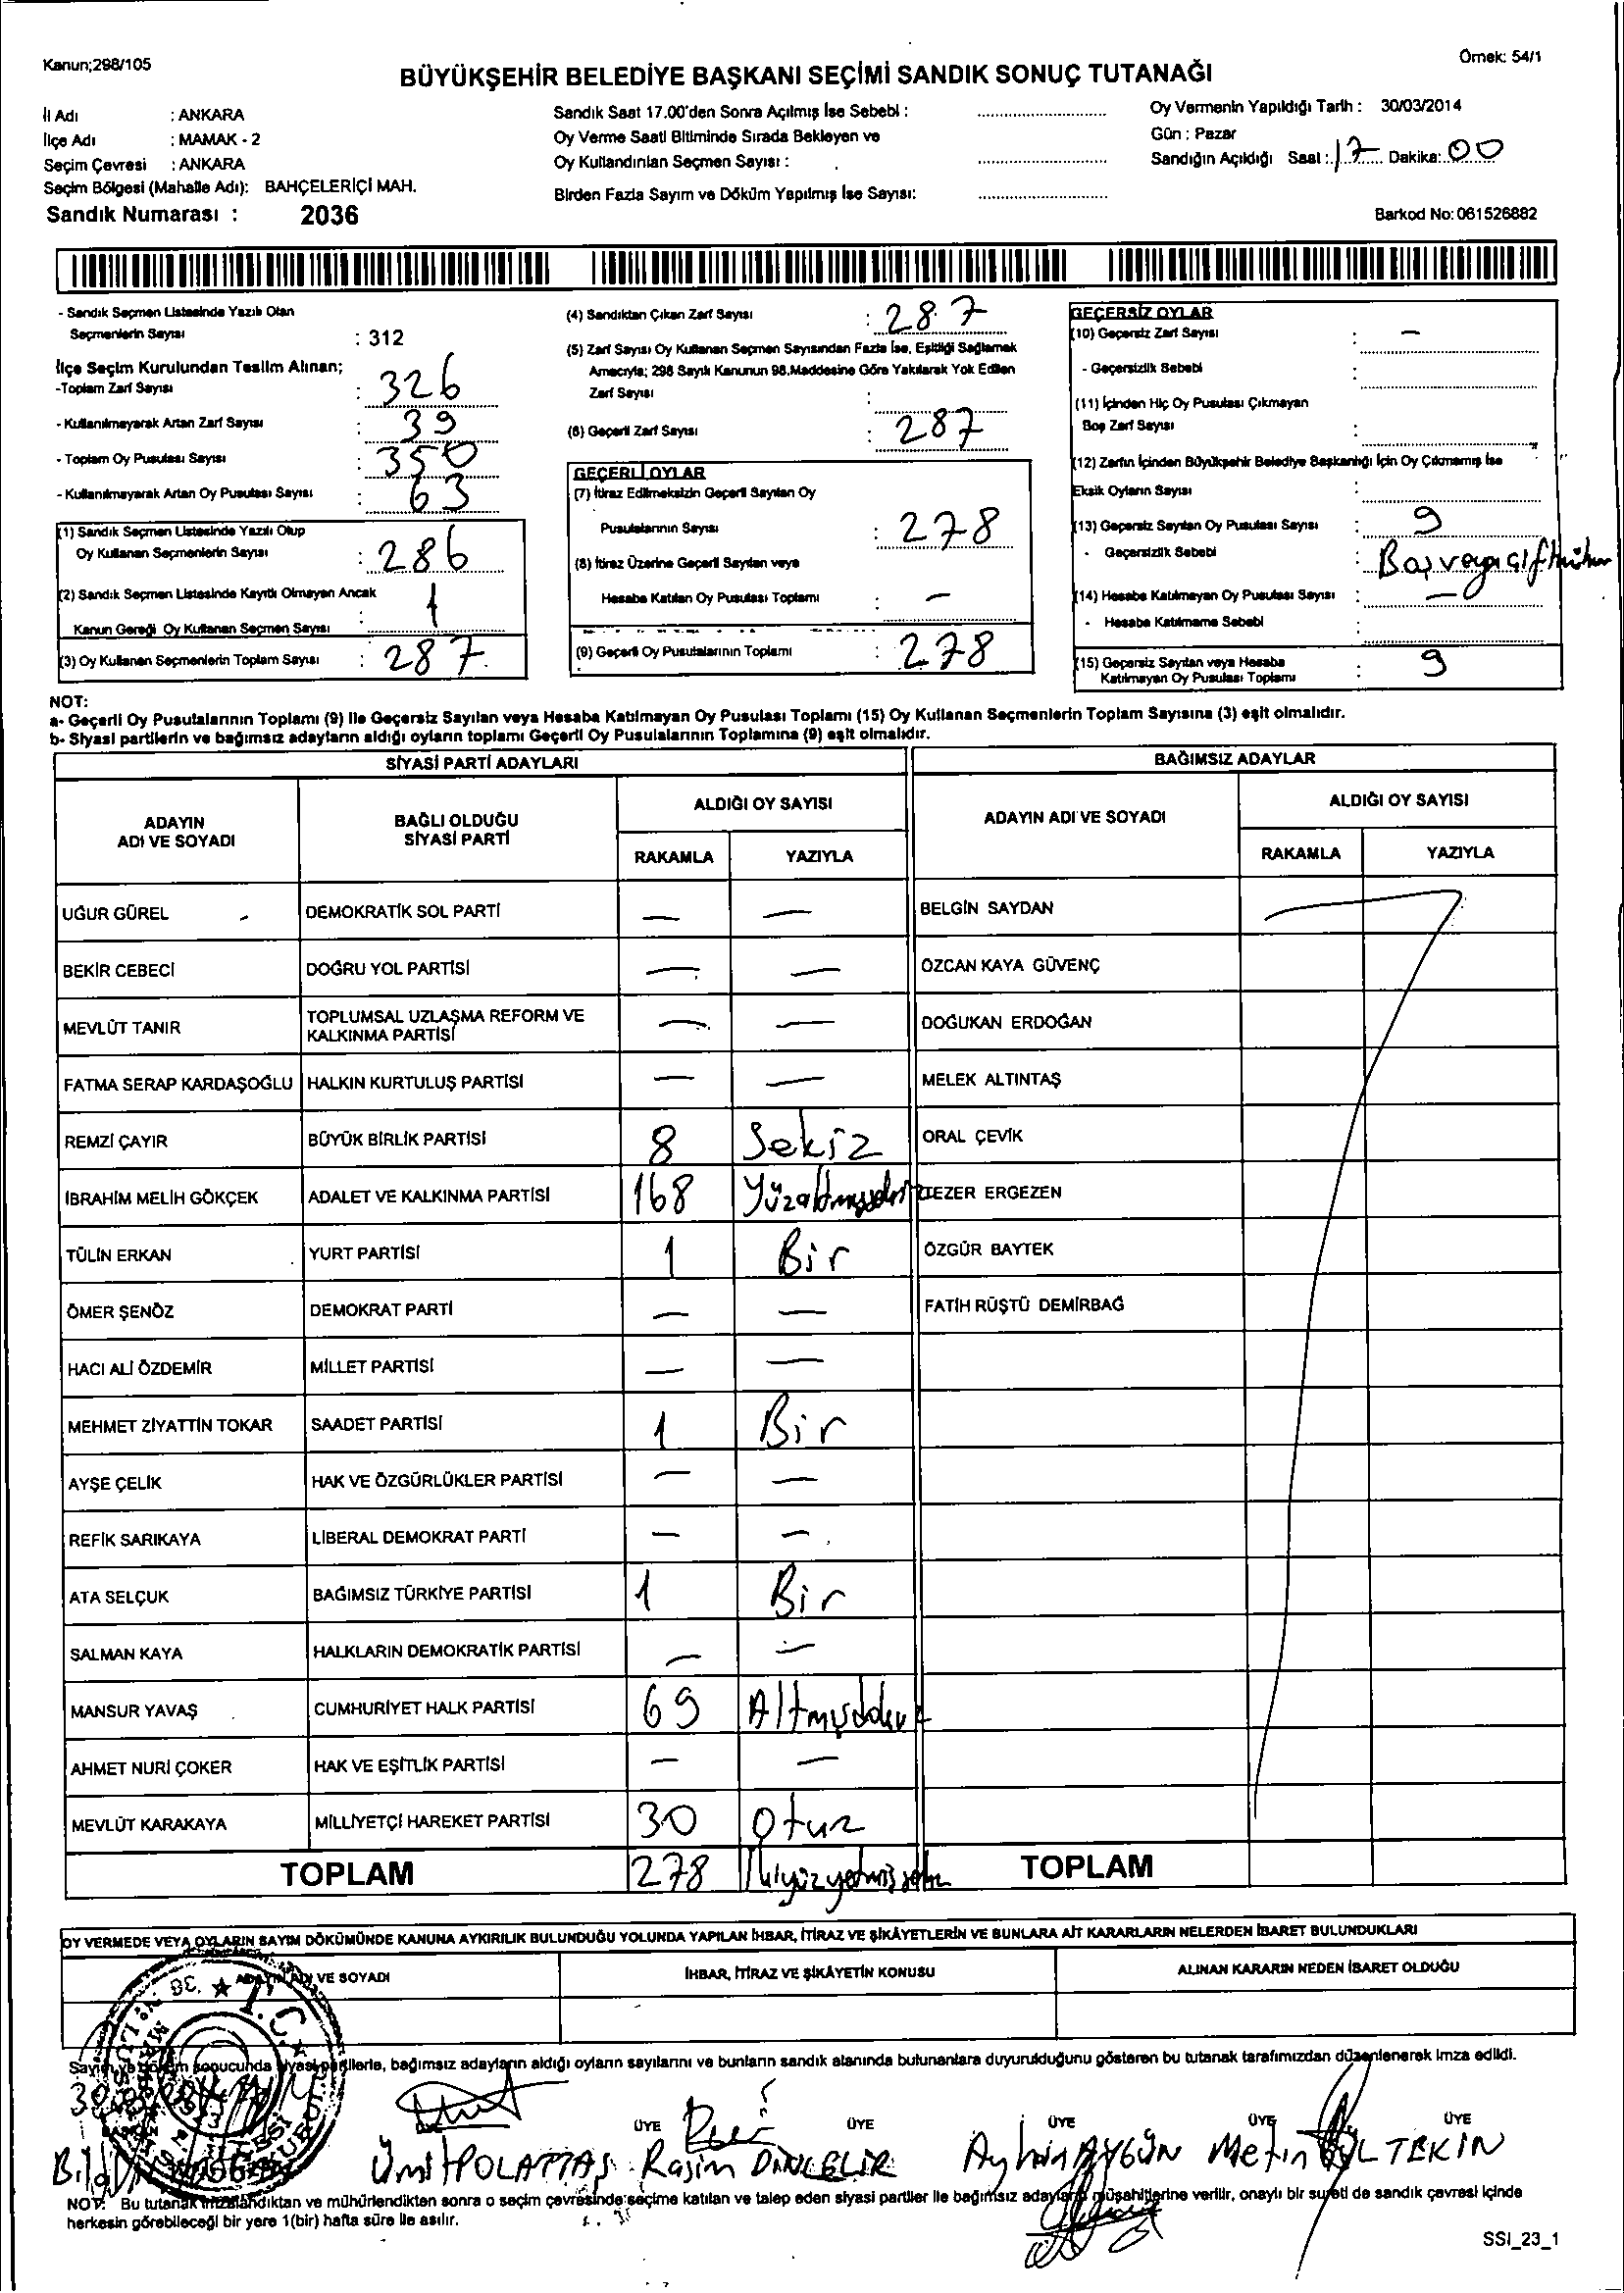 Kanun;298/105
Örnek: 54/1
BÜYÜKŞEHİR BELEDİYE BAŞKANI SEÇİMİ SANDIK SONUÇ TUTANAĞI
İl Adı : ANKARA
İlçe Adı : MAMAK - 2
Seçim Çevresi : ANKARA
Seçim Bölgesi (Mahalle Adı): BAHÇELERİÇİ MAH.
Sandık Numarası : 2036
Sandık Saat 17.00'den Sonra Açılmış İse Sebebi :
Oy Verme Saati Bitiminde Sırada Bekleyen ve
Oy Kullandırılan Seçmen Sayısı :
Birden Fazla Sayım ve Döküm Yapılmış İse Sayısı:
Oy Vermenin Yapıldığı Tarih : 30/03/2014
Gün : Pazar
Sandığın Açıldığı Saat : 17 Dakika: 00
Barkod No: 061526882
- Sandık Seçmen Listesinde Yazılı Olan
Seçmenlerin Sayısı : 312
İlçe Seçim Kurulundan Teslim Alınan;
-Toplam Zarf Sayısı : 326
- Kullanılmayarak Artan Zarf Sayısı : 39
- Toplam Oy Pusulası Sayısı : 350
- Kullanılmayarak Artan Oy Pusulası Sayısı : 63
(1) Sandık Seçmen Listesinde Yazılı Olup
Oy Kullanan Seçmenlerin Sayısı : 286
(2) Sandık Seçmen Listesinde Kayıtlı Olmayan Ancak
Kanun Gereği Oy Kullanan Seçmen Sayısı : 1
(3) Oy Kullanan Seçmenlerin Toplam Sayısı : 287
(4) Sandıktan Çıkan Zarf Sayısı : 287
(5) Zarf Sayısı Oy Kullanan Seçmen Sayısından Fazla İse, Eşitliği Sağlamak
Amacıyla; 298 Sayılı Kanunun 98.Maddesine Göre Yakılarak Yok Edilen
Zarf Sayısı :
(6) Geçerli Zarf Sayısı : 287
GEÇERLİ OYLAR
(7) İtiraz Edilmeksizin Geçerli Sayılan Oy
Pusulalarının Sayısı : 278
(8) İtiraz Üzerine Geçerli Sayılan veya
Hesaba Katılan Oy Pusulası Toplamı : —
(9) Geçerli Oy Pusulalarının Toplamı : 278
GEÇERSİZ OYLAR
(10) Geçersiz Zarf Sayısı : —
- Geçersizlik Sebebi :
(11) İçinden Hiç Oy Pusulası Çıkmayan
Boş Zarf Sayısı :
(12) Zarfın İçinden Büyükşehir Belediye Başkanlığı İçin Oy Çıkmamış İse
Eksik Oyların Sayısı :
(13) Geçersiz Sayılan Oy Pusulası Sayısı : 9
- Geçersizlik Sebebi : Boş veya çift
(14) Hesaba Katılmayan Oy Pusulası Sayısı : —
- Hesaba Katılmama Sebebi :
(15) Geçersiz Sayılan veya Hesaba
Katılmayan Oy Pusulası Toplamı : 9
NOT:
a- Geçerli Oy Pusulalarının Toplamı (9) İle Geçersiz Sayılan veya Hesaba Katılmayan Oy Pusulası Toplamı (15) Oy Kullanan Seçmenlerin Toplam Sayısına (3) eşit olmalıdır.
b- Siyasi partilerin ve bağımsız adayların aldığı oyların toplamı Geçerli Oy Pusulalarının Toplamına (9) eşit olmalıdır.
SİYASİ PARTİ ADAYLARI BAĞIMSIZ ADAYLAR
ADAYIN ADI VE SOYADI BAĞLI OLDUĞU SİYASİ PARTİ ALDIĞI OY SAYISI ADAYIN ADI VE SOYADI ALDIĞI OY SAYISI
RAKAMLA YAZIYLA RAKAMLA YAZIYLA
UĞUR GÜREL DEMOKRATİK SOL PARTİ — — BELGİN SAYDAN
BEKİR CEBECİ DOĞRU YOL PARTİSİ — — ÖZCAN KAYA GÜVENÇ
MEVLÜT TANIR TOPLUMSAL UZLAŞMA REFORM VE KALKINMA PARTİSİ — — DOĞUKAN ERDOĞAN
FATMA SERAP KARDAŞOĞLU HALKIN KURTULUŞ PARTİSİ — — MELEK ALTINTAŞ
REMZİ ÇAYIR BÜYÜK BİRLİK PARTİSİ 8 Sekiz ORAL ÇEVİK
İBRAHİM MELİH GÖKÇEK ADALET VE KALKINMA PARTİSİ 168 Yüzaltmışsekiz TEZER ERGEZEN
TÜLİN ERKAN YURT PARTİSİ 1 Bir ÖZGÜR BAYTEK
ÖMER ŞENÖZ DEMOKRAT PARTİ — — FATİH RÜŞTÜ DEMİRBAĞ
HACI ALİ ÖZDEMİR MİLLET PARTİSİ — —
MEHMET ZİYATTİN TOKAR SAADET PARTİSİ 1 Bir
AYŞE ÇELİK HAK VE ÖZGÜRLÜKLER PARTİSİ — —
REFİK SARIKAYA LİBERAL DEMOKRAT PARTİ — —
ATA SELÇUK BAĞIMSIZ TÜRKİYE PARTİSİ 1 Bir
SALMAN KAYA HALKLARIN DEMOKRATİK PARTİSİ — —
MANSUR YAVAŞ CUMHURİYET HALK PARTİSİ 69 Altmışdokuz
AHMET NURİ ÇOKER HAK VE EŞİTLİK PARTİSİ — —
MEVLÜT KARAKAYA MİLLİYETÇİ HAREKET PARTİSİ 30 Otuz
TOPLAM 278 İkiyüzyetmişsekiz TOPLAM
OY VERMEDE VEYA OYLARIN SAYIM DÖKÜMÜNDE KANUNA AYKIRILIK BULUNDUĞU YOLUNDA YAPILAN İHBAR, İTİRAZ VE ŞİKÂYETLERİN VE BUNLARA AİT KARARLARIN NELERDEN İBARET BULUNDUKLARI
ADAYIN ADI VE SOYADI İHBAR, İTİRAZ VE ŞİKÂYETİN KONUSU ALINAN KARARIN NEDEN İBARET OLDUĞU
Sayım ve döküm sonucunda siyasi partilerle, bağımsız adayların aldığı oyların sayılarını ve bunların sandık alanında bulunanlara duyurulduğunu gösteren bu tutanak tarafımızdan düzenlenerek imza edildi.
T.C.
ÜYE ÜYE ÜYE ÜYE ÜYE
Ümit POLATTAŞ Rasim DİNÇELİR Ayhan AYGÜN Metin GÜLTEKİN
NOT: Bu tutanak imzalandıktan ve mühürlendikten sonra o seçim çevresinde seçime katılan ve talep eden siyasi partiler ile bağımsız adayların müşahitlerine verilir, onaylı bir sureti de sandık çevresi içinde
herkesin görebileceği bir yere 1(bir) hafta süre ile asılır.
SSI_23_1